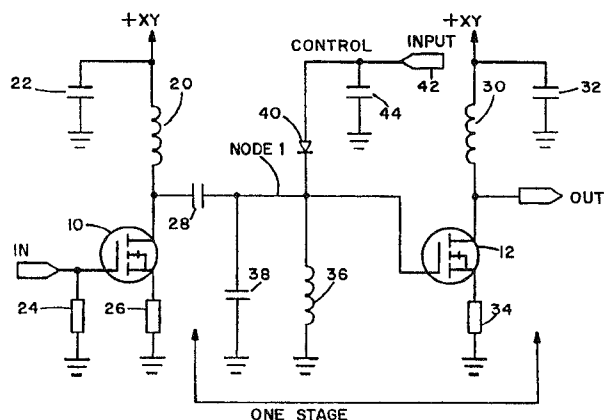 +XY
+XY
CONTROL INPUT
22
20
42
30
32
40
44
NODE 1
28
OUT
10
12
IN
38
36
24
26
34
ONE STAGE